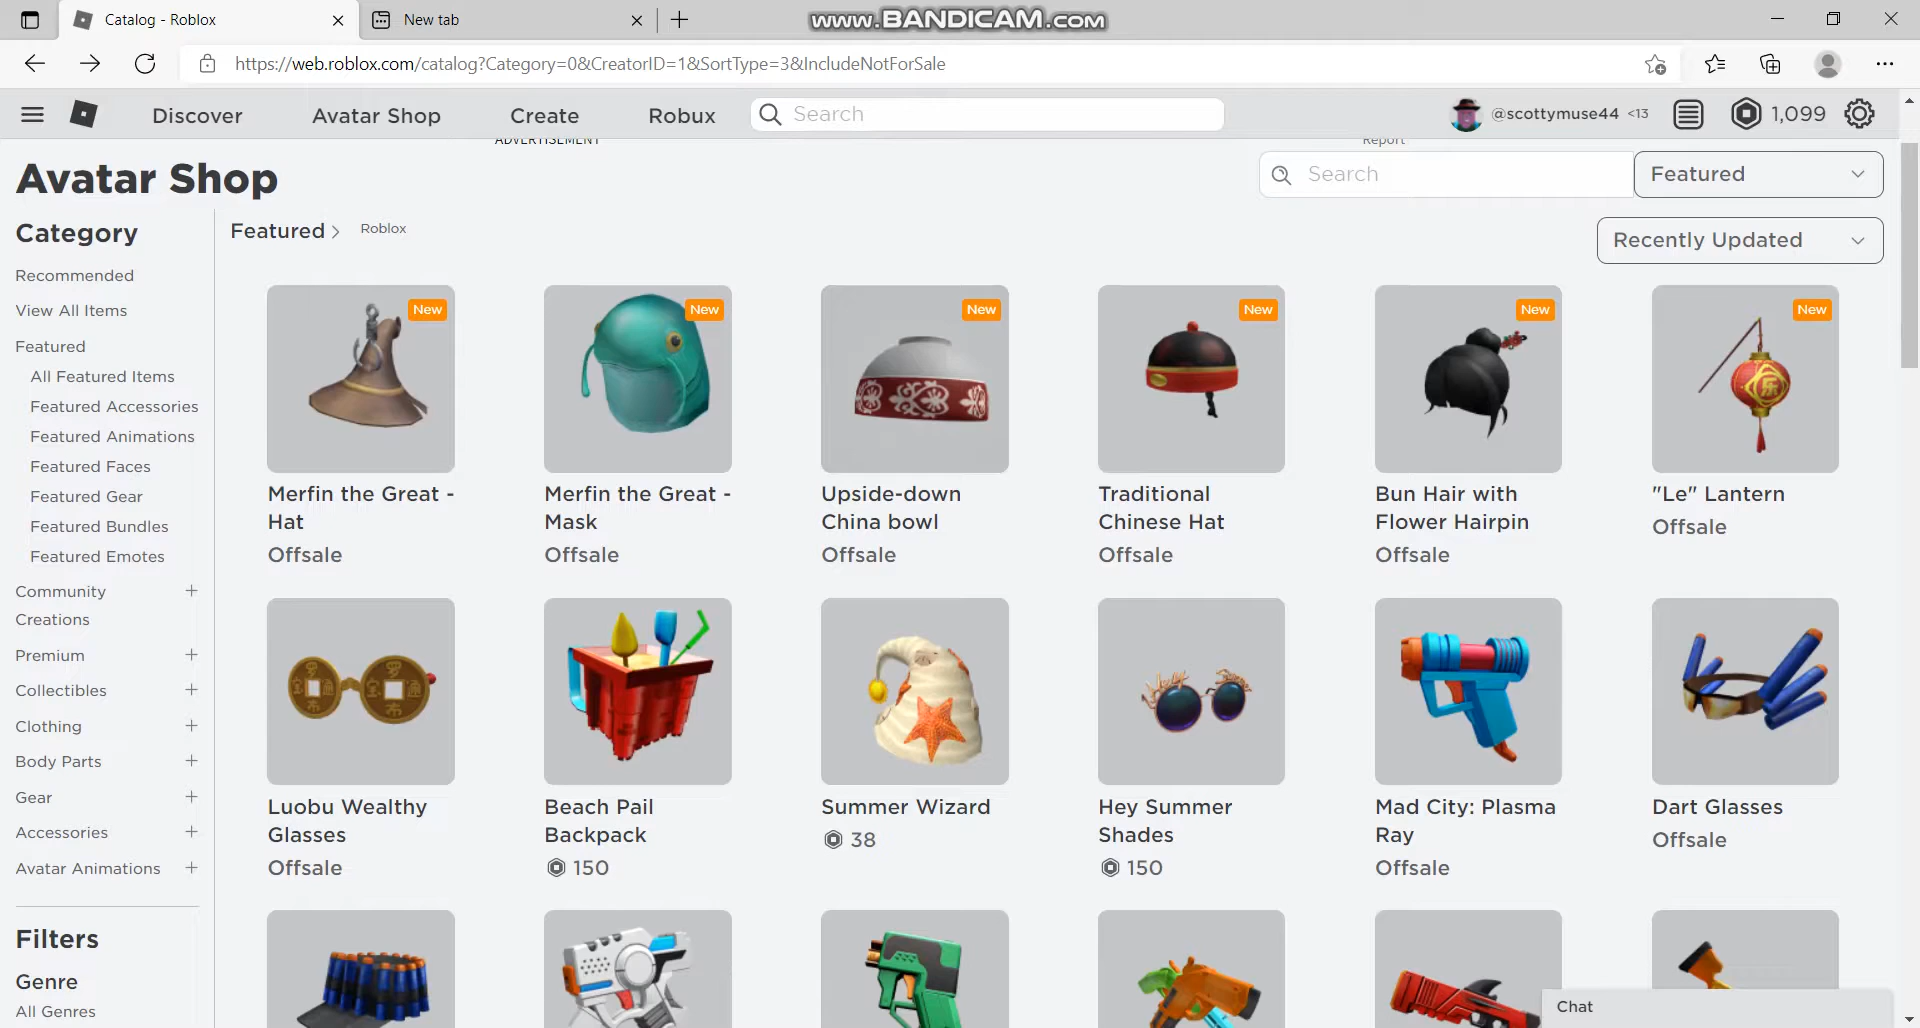 Catalog - Roblox
New tab
www.BANDICAM.com
https://web.roblox.com/catalog?Category=0&CreatorID=1&SortType=3&IncludeNotForSale
Discover
Avatar Shop
Create
Robux
Search
@scottymuse44 <13
1,099
ADVERTISEMENT
Report
Avatar Shop
Search
Featured
Category
Featured > Roblox
Recently Updated
Recommended
View All Items
Featured
All Featured Items
Featured Accessories
Featured Animations
Featured Faces
Featured Gear
Featured Bundles
Featured Emotes
Community Creations +
Premium +
Collectibles +
Clothing +
Body Parts +
Gear +
Accessories +
Avatar Animations +
Filters
Genre
All Genres
New
Merfin the Great -
Hat
Offsale
New
Merfin the Great -
Mask
Offsale
New
Upside-down
China bowl
Offsale
New
Traditional
Chinese Hat
Offsale
New
Bun Hair with
Flower Hairpin
Offsale
New
"Le" Lantern
Offsale
Luobu Wealthy
Glasses
Offsale
Beach Pail
Backpack
150
Summer Wizard
38
Hey Summer
Shades
150
Mad City: Plasma
Ray
Offsale
Dart Glasses
Offsale
Chat